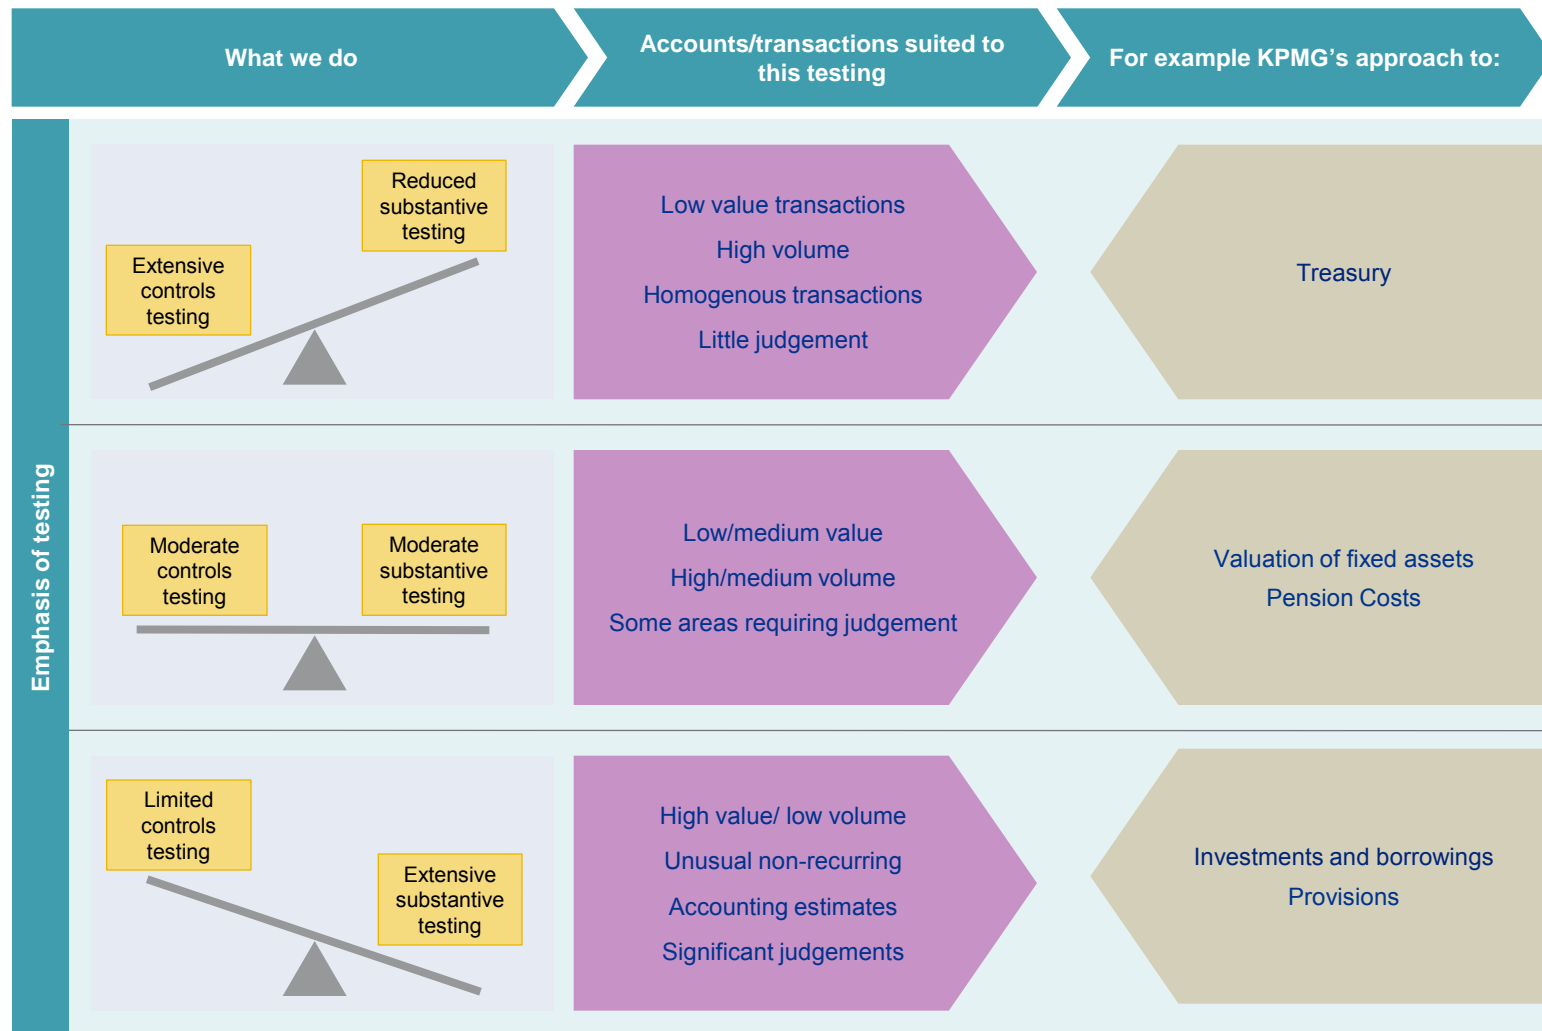 What we do
Accounts/transactions suited to
this testing
For example KPMG's approach to:
Emphasis of testing
Reduced
substantive
testing
Extensive
controls
testing
Low value transactions
High volume
Homogenous transactions
Little judgement
Treasury
Moderate
controls
testing
Moderate
substantive
testing
Low/medium value
High/medium volume
Some areas requiring judgement
Valuation of fixed assets
Pension Costs
Limited
controls
testing
Extensive
substantive
testing
High value/ low volume
Unusual non-recurring
Accounting estimates
Significant judgements
Investments and borrowings
Provisions